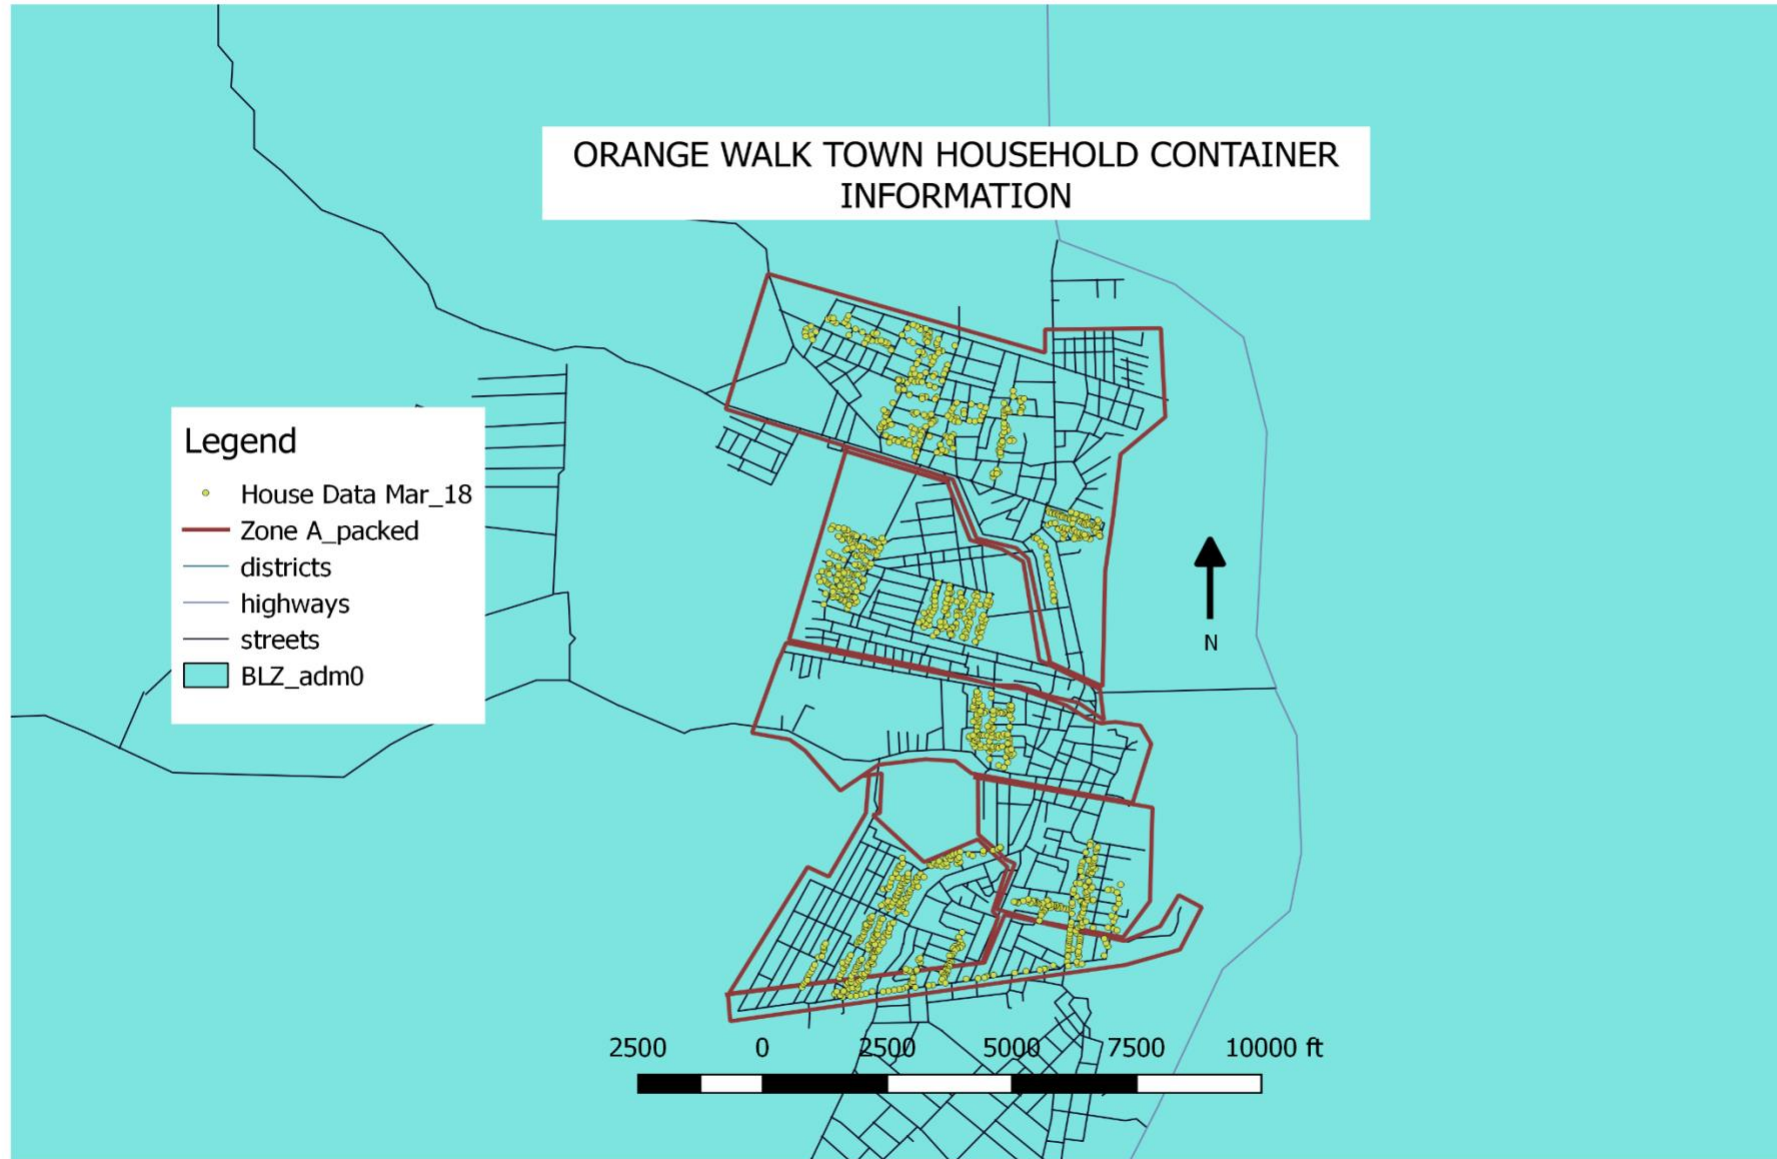 ORANGE WALK TOWN HOUSEHOLD CONTAINER
INFORMATION
Legend
House Data Mar_18
Zone A_packed
districts
highways
streets
BLZ_adm0
N
2500 0 2500 5000 7500 10000 ft